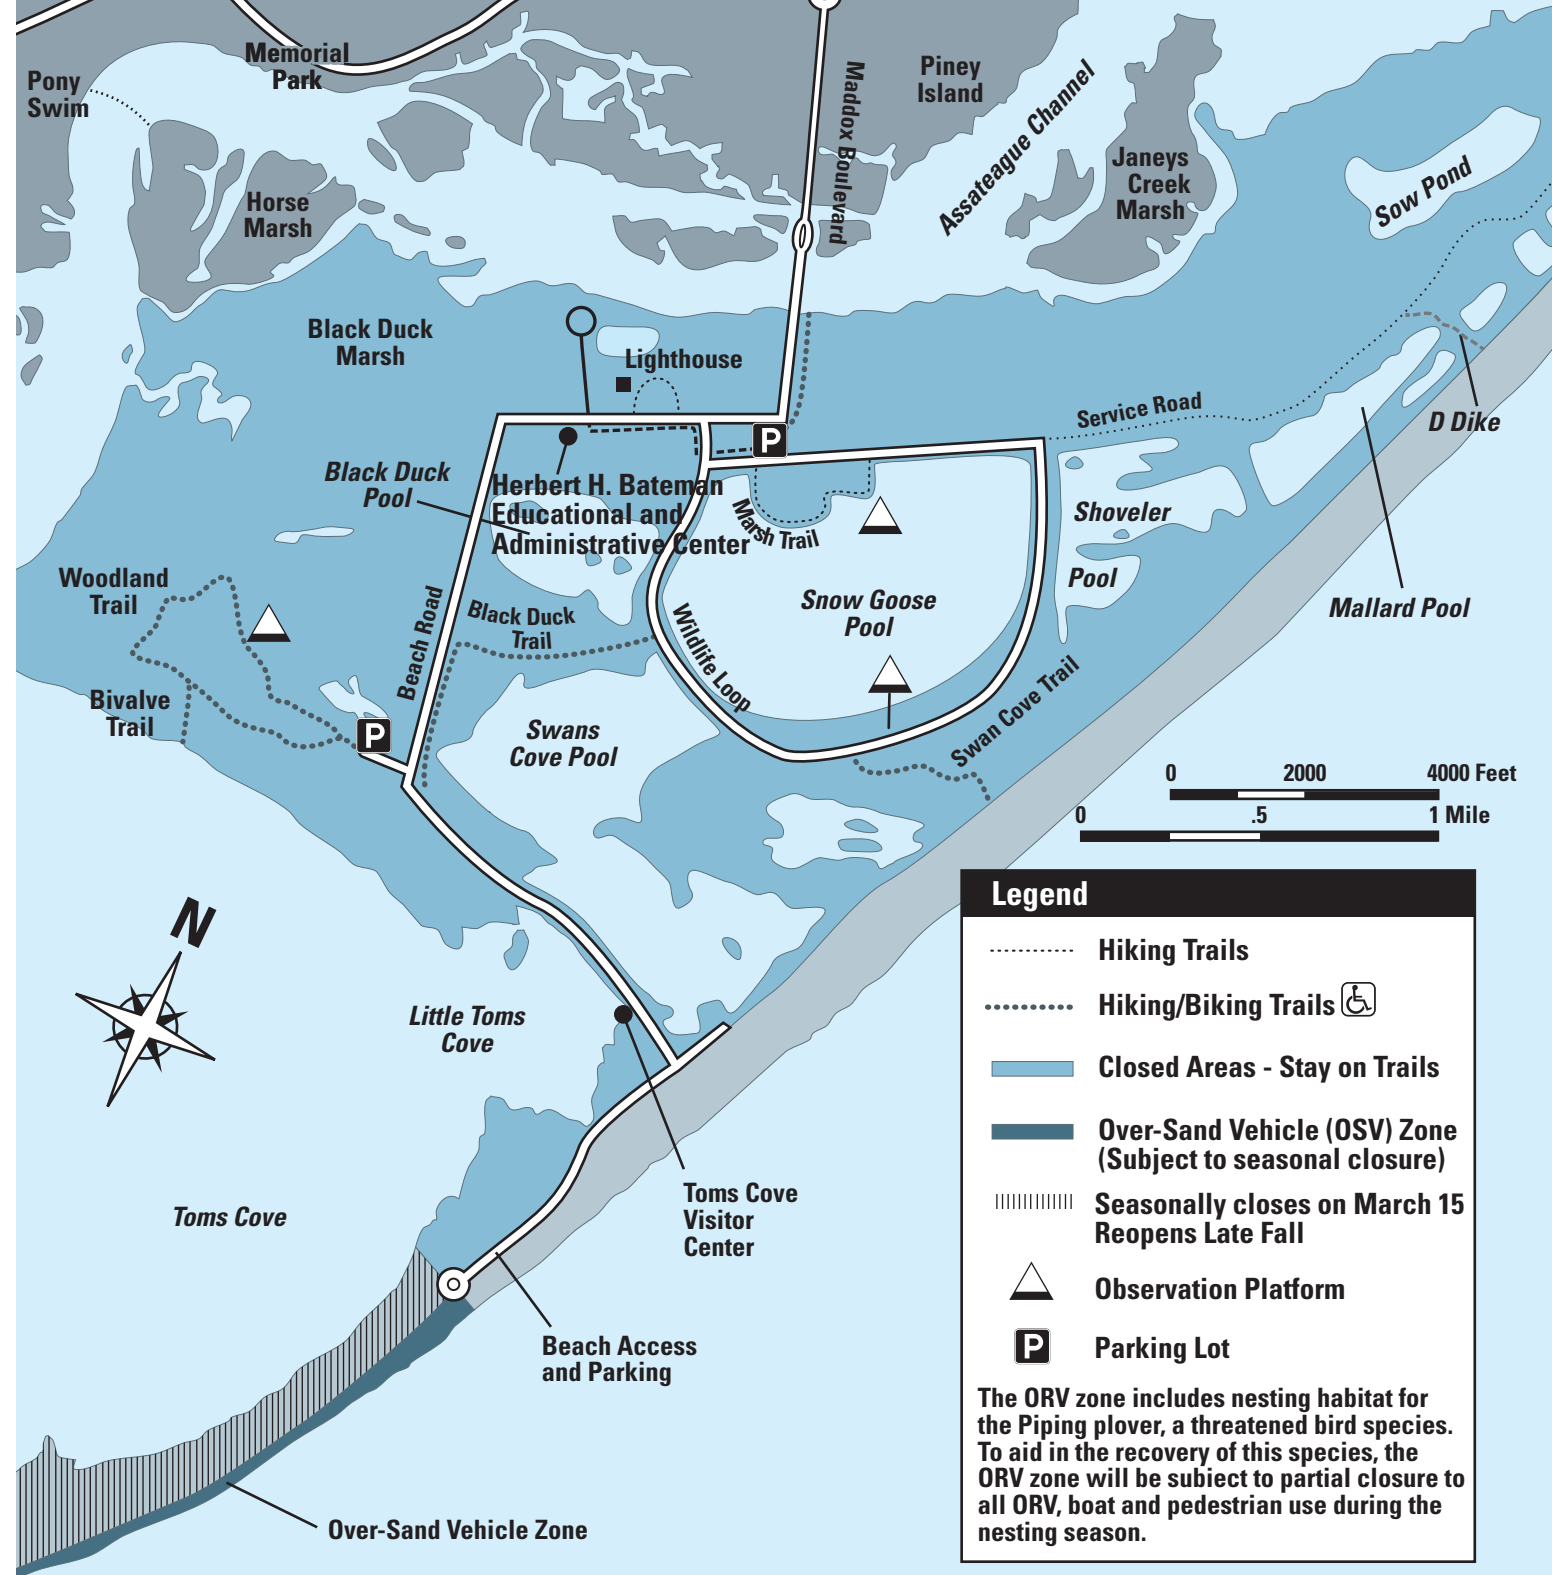 Memorial
Park
Pony
Swim
Piney
Island
Maddox Boulevard
Assateague Channel
Janeys
Creek
Marsh
Sow Pond
Horse
Marsh
Black Duck
Marsh
Lighthouse
Service Road
D Dike
Black Duck
Pool
P
Herbert H. Bateman
Educational and
Administrative Center
Marsh Trail
Shoveler
Pool
Mallard Pool
Woodland
Trail
Beach Road
Black Duck
Trail
Wildlife Loop
Snow Goose
Pool
Swan Cove Trail
Bivalve
Trail
P
Swans
Cove Pool
0 2000 4000 Feet
0 .5 1 Mile
N
Little Toms
Cove
Toms Cove
Toms Cove
Visitor
Center
Beach Access
and Parking
Over-Sand Vehicle Zone
Legend
Hiking Trails
Hiking/Biking Trails
Closed Areas - Stay on Trails
Over-Sand Vehicle (OSV) Zone
(Subject to seasonal closure)
Seasonally closes on March 15
Reopens Late Fall
Observation Platform
P Parking Lot
The ORV zone includes nesting habitat for
the Piping plover, a threatened bird species.
To aid in the recovery of this species, the
ORV zone will be subiect to partial closure to
all ORV, boat and pedestrian use during the
nesting season.